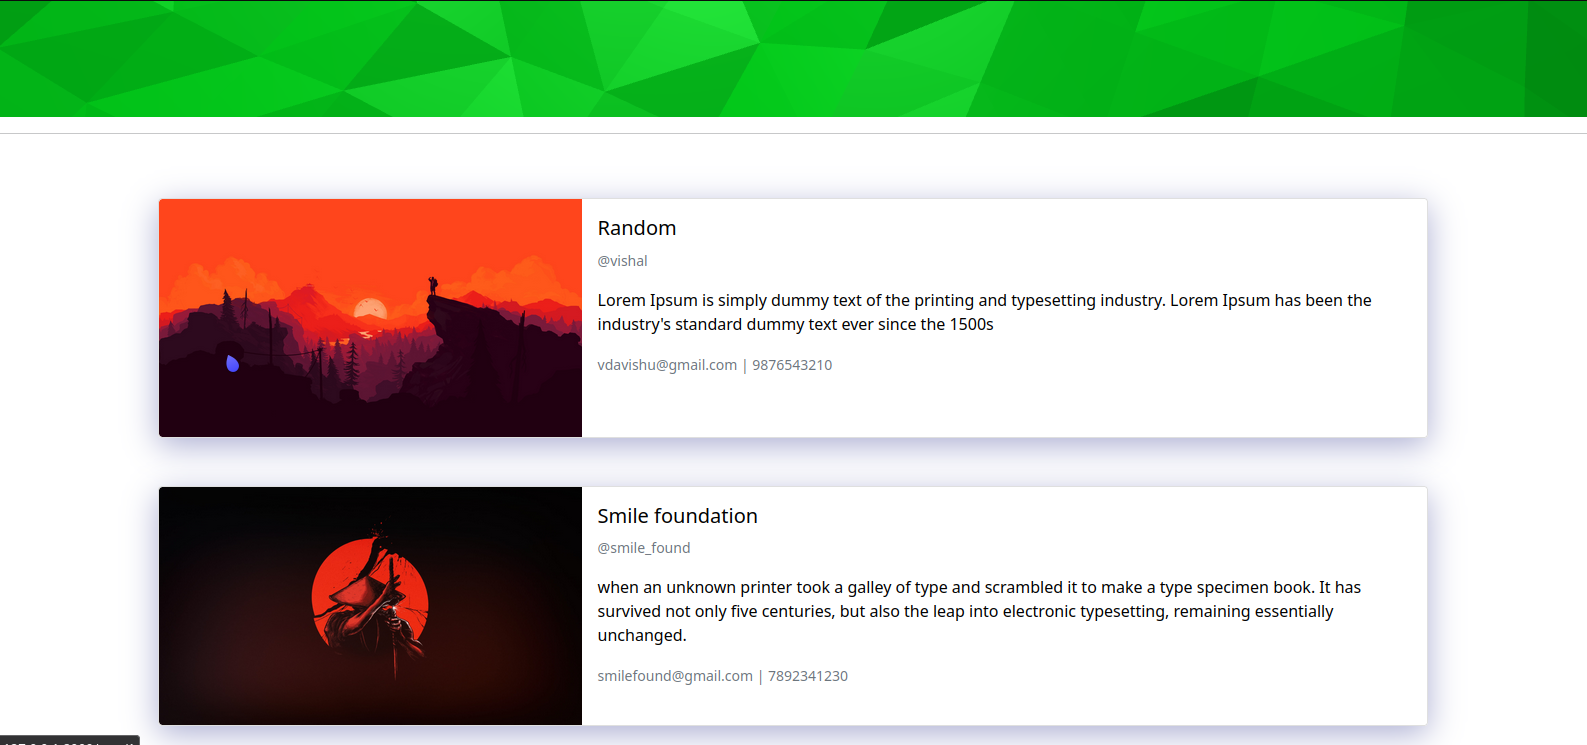 Random
@vishal
Lorem Ipsum is simply dummy text of the printing and typesetting industry. Lorem Ipsum has been the
industry's standard dummy text ever since the 1500s
vdavishu@gmail.com | 9876543210
Smile foundation
@smile_found
when an unknown printer took a galley of type and scrambled it to make a type specimen book. It has
survived not only five centuries, but also the leap into electronic typesetting, remaining essentially
unchanged.
smilefound@gmail.com | 7892341230